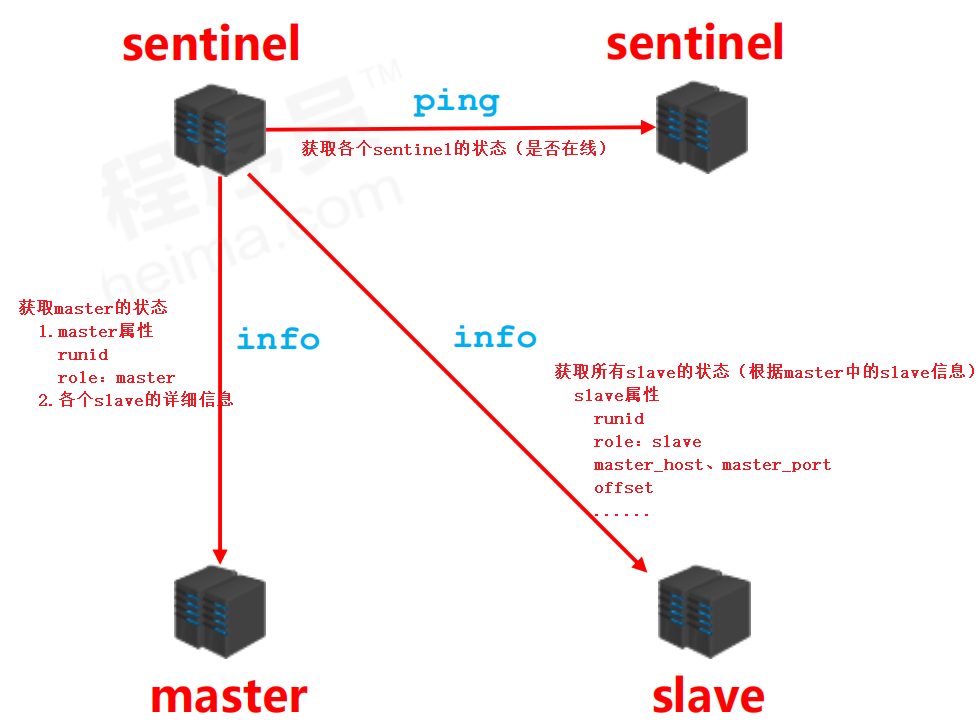 sentinel
sentinel
程序员™
heima.com
ping
获取各个sentinel的状态（是否在线）
获取master的状态
1.master属性
runid
role：master
2.各个slave的详细信息
info
info
获取所有slave的状态（根据master中的slave信息）
slave属性
runid
role：slave
master_host、master_port
offset
......
master
slave